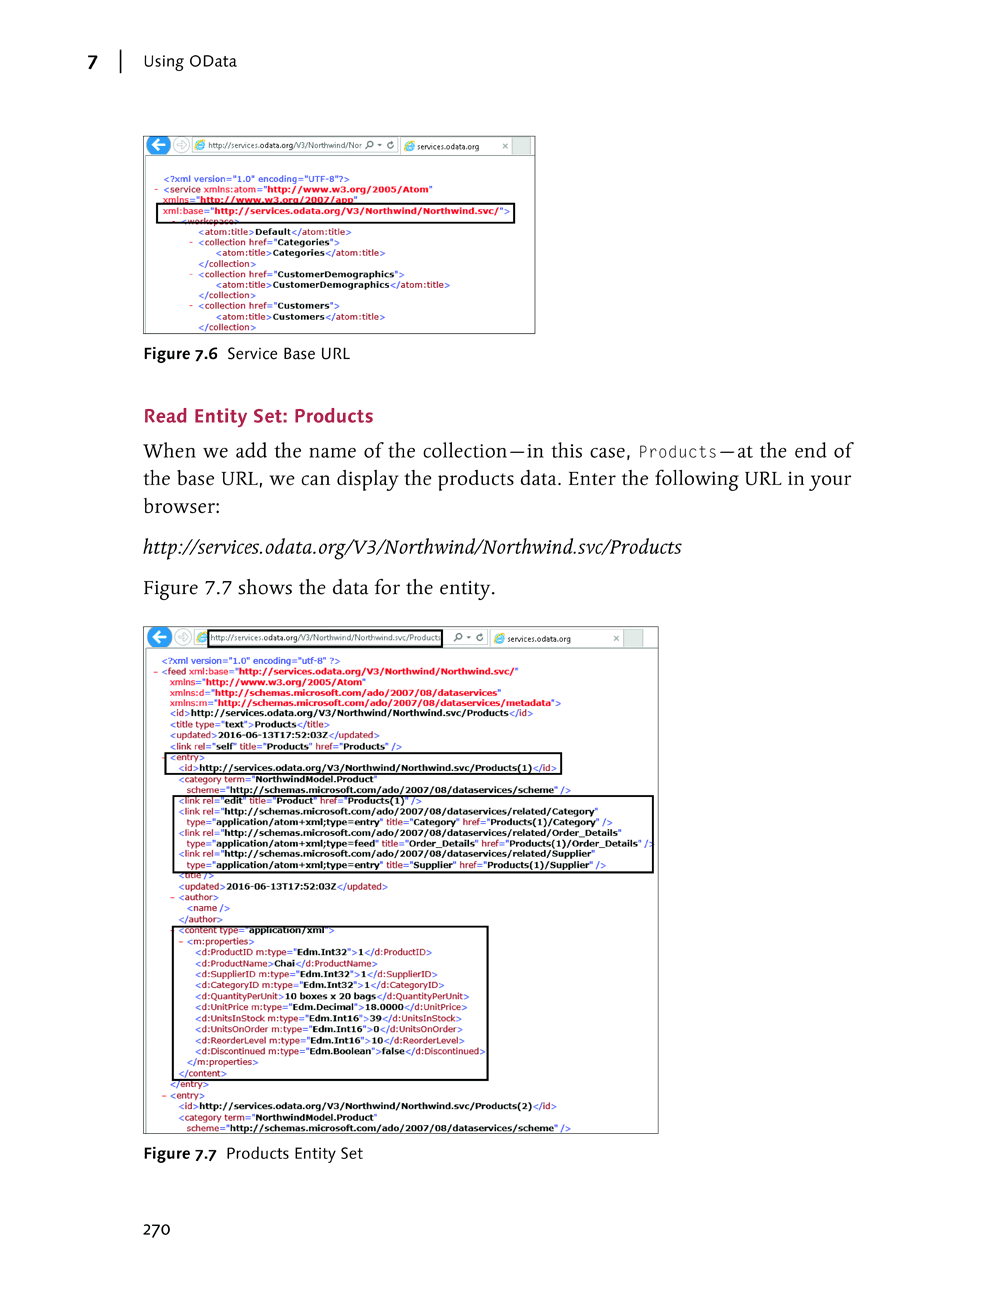 7 | Using OData
http://services.odata.org/V3/Northwind/Nor
services.odata.org
<?xml version="1.0" encoding="UTF-8"?>
- <service xmlns:atom="http://www.w3.org/2005/Atom"
xmlns="http://www.w3.org/2007/app"
xml:base="http://services.odata.org/V3/Northwind/Northwind.svc/">
- <workspace>
<atom:title>Default</atom:title>
- <collection href="Categories">
<atom:title>Categories</atom:title>
</collection>
- <collection href="CustomerDemographics">
<atom:title>CustomerDemographics</atom:title>
</collection>
- <collection href="Customers">
<atom:title>Customers</atom:title>
</collection>
Figure 7.6 Service Base URL
Read Entity Set: Products
When we add the name of the collection—in this case, Products—at the end of
the base URL, we can display the products data. Enter the following URL in your
browser:
http://services.odata.org/V3/Northwind/Northwind.svc/Products
Figure 7.7 shows the data for the entity.
http://services.odata.org/V3/Northwind/Northwind.svc/Products
services.odata.org
<?xml version="1.0" encoding="utf-8" ?>
- <feed xml:base="http://services.odata.org/V3/Northwind/Northwind.svc/"
xmlns="http://www.w3.org/2005/Atom"
xmlns:d="http://schemas.microsoft.com/ado/2007/08/dataservices"
xmlns:m="http://schemas.microsoft.com/ado/2007/08/dataservices/metadata">
<id>http://services.odata.org/V3/Northwind/Northwind.svc/Products</id>
<title type="text">Products</title>
<updated>2016-06-13T17:52:03Z</updated>
<link rel="self" title="Products" href="Products" />
- <entry>
<id>http://services.odata.org/V3/Northwind/Northwind.svc/Products(1)</id>
<category term="NorthwindModel.Product"
scheme="http://schemas.microsoft.com/ado/2007/08/dataservices/scheme" />
<link rel="edit" title="Product" href="Products(1)" />
<link rel="http://schemas.microsoft.com/ado/2007/08/dataservices/related/Category"
type="application/atom+xml;type=entry" title="Category" href="Products(1)/Category" />
<link rel="http://schemas.microsoft.com/ado/2007/08/dataservices/related/Order_Details"
type="application/atom+xml;type=feed" title="Order_Details" href="Products(1)/Order_Details" />
<link rel="http://schemas.microsoft.com/ado/2007/08/dataservices/related/Supplier"
type="application/atom+xml;type=entry" title="Supplier" href="Products(1)/Supplier" />
<title />
<updated>2016-06-13T17:52:03Z</updated>
- <author>
<name />
</author>
- <content type="application/xml">
- <m:properties>
<d:ProductID m:type="Edm.Int32">1</d:ProductID>
<d:ProductName>Chai</d:ProductName>
<d:SupplierID m:type="Edm.Int32">1</d:SupplierID>
<d:CategoryID m:type="Edm.Int32">1</d:CategoryID>
<d:QuantityPerUnit>10 boxes x 20 bags</d:QuantityPerUnit>
<d:UnitPrice m:type="Edm.Decimal">18.0000</d:UnitPrice>
<d:UnitsInStock m:type="Edm.Int16">39</d:UnitsInStock>
<d:UnitsOnOrder m:type="Edm.Int16">0</d:UnitsOnOrder>
<d:ReorderLevel m:type="Edm.Int16">10</d:ReorderLevel>
<d:Discontinued m:type="Edm.Boolean">false</d:Discontinued>
</m:properties>
</content>
</entry>
- <entry>
<id>http://services.odata.org/V3/Northwind/Northwind.svc/Products(2)</id>
<category term="NorthwindModel.Product"
scheme="http://schemas.microsoft.com/ado/2007/08/dataservices/scheme" />
Figure 7.7 Products Entity Set
270